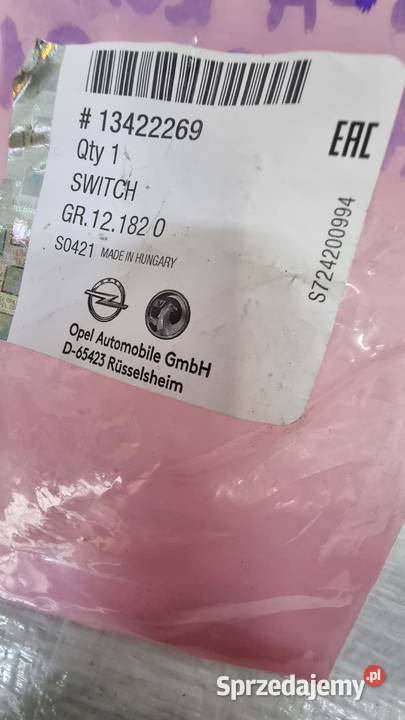 # 13422269
Qty 1
SWITCH
GR.12.182 0
S0421 MADE IN HUNGARY
Opel Automobile GmbH
D-65423 Rüsselsheim
EAC
S724200994
Sprzedajemy.pl